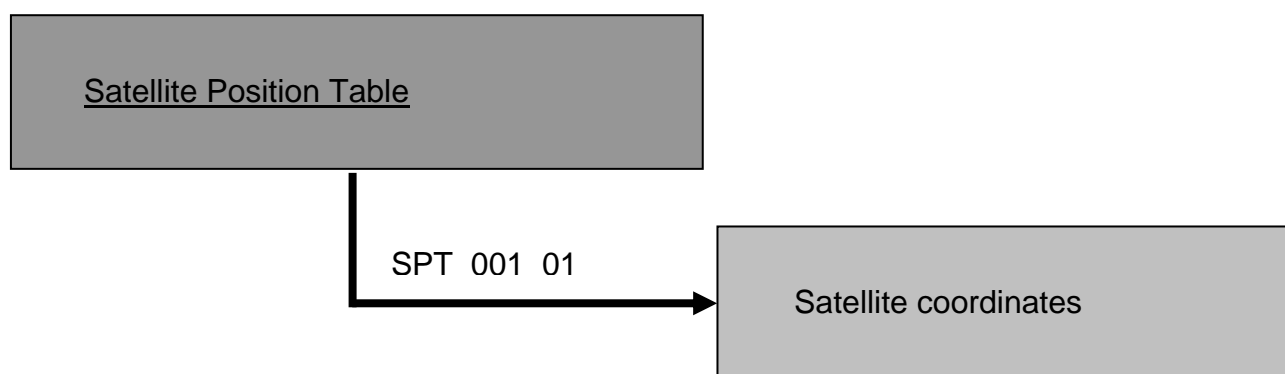 Satellite Position Table
SPT 001 01
Satellite coordinates